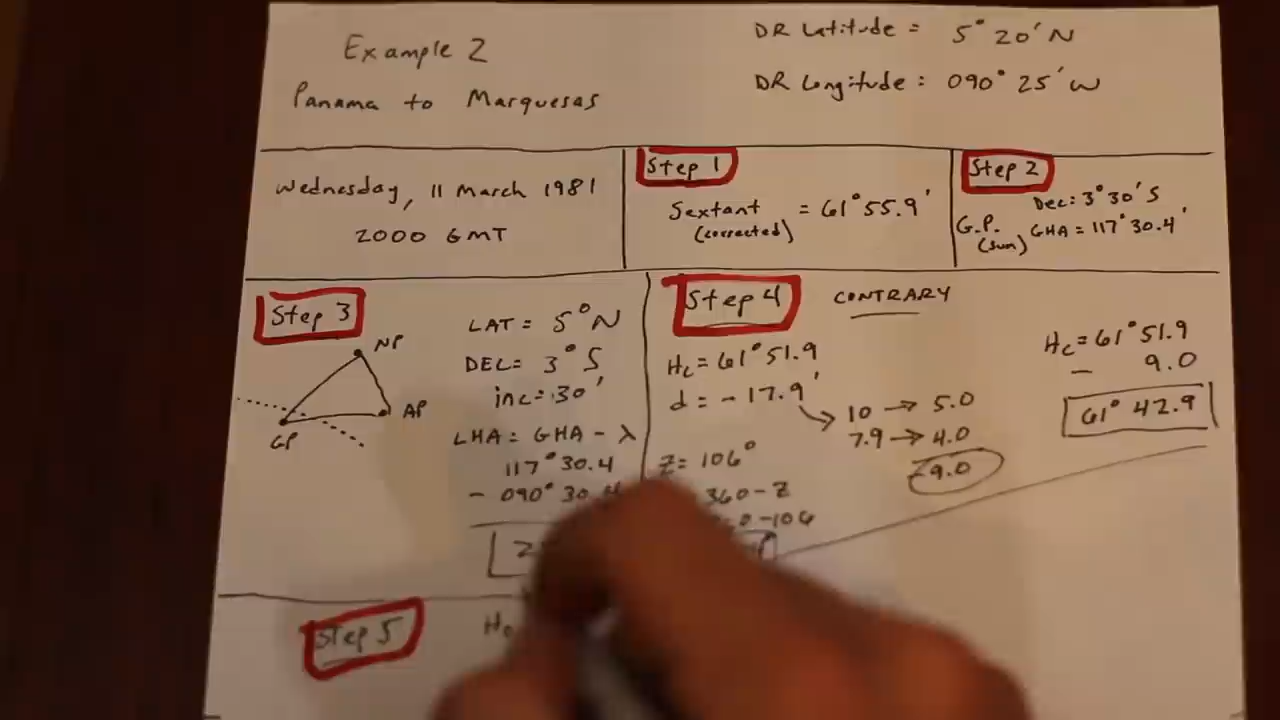 Example 2
Panama to Marquesas
DR Latitude = 5° 20' N
DR Longitude: 090° 25' W
Wednesday, 11 March 1981
2000 GMT
Step 1
Sextant = 61° 55.9'
(corrected)
Step 2
Dec: 3° 30' S
G.P. GHA = 117° 30.4'
(sun)
Step 3
NP
AP
GP
LAT = 5° N
DEC = 3° S
inc = 30'
LHA = GHA - λ
117° 30.4
- 090° 30.4
2
Step 4
CONTRARY
Hc = 61° 51.9
d = - 17.9'
10 → 5.0
7.9 → 4.0
-9.0
Z = 106°
360 - Z
0 - 106
Hc = 61° 51.9
- 9.0
61° 42.9
Step 5
Ho